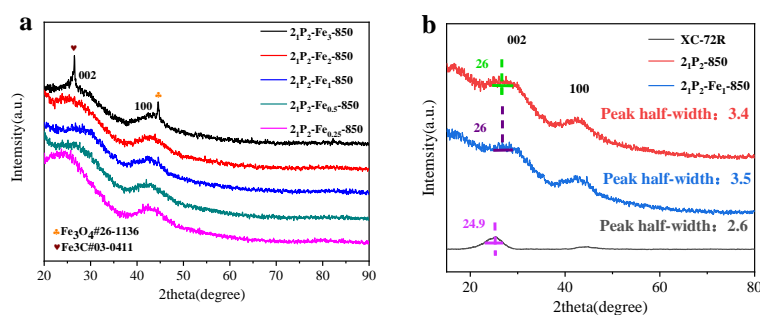 a
Intemsity(a.u.)
002
100
2₁P₂-Fe₃-850
2₁P₂-Fe₂-850
2₁P₂-Fe₁-850
2₁P₂-Fe₀.₅-850
2₁P₂-Fe₀.₂₅-850
♣Fe₃O₄#26-1136
♥Fe3C#03-0411
20 30 40 50 60 70 80 90
2theta(degree)
b
Intemsity(a.u.)
26
002
100
XC-72R
2₁P₂-850
2₁P₂-Fe₁-850
Peak half-width：3.4
26
Peak half-width：3.5
24.9
Peak half-width：2.6
20 40 60 80
2theta(degree)